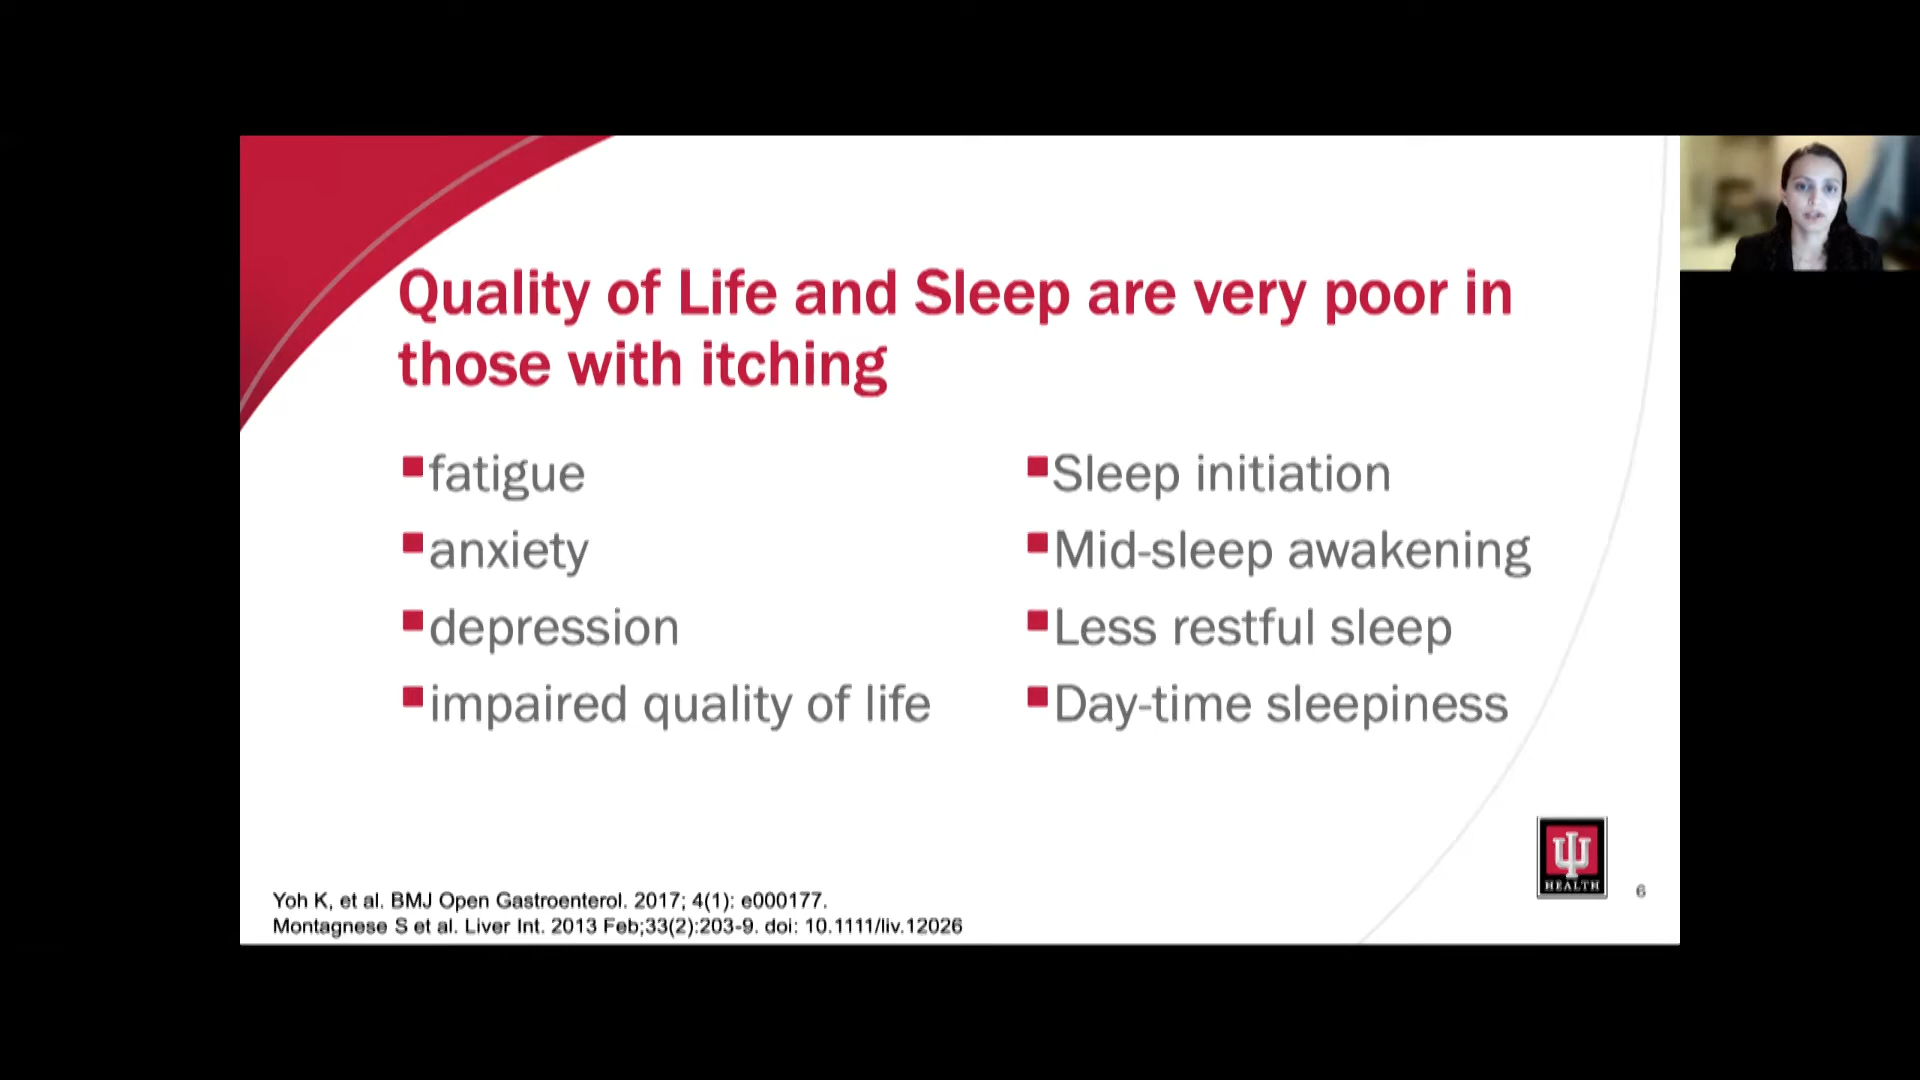 Quality of Life and Sleep are very poor in
those with itching
fatigue
anxiety
depression
impaired quality of life
Sleep initiation
Mid-sleep awakening
Less restful sleep
Day-time sleepiness
HEALTH
6
Yoh K, et al. BMJ Open Gastroenterol. 2017; 4(1): e000177.
Montagnese S et al. Liver Int. 2013 Feb;33(2):203-9. doi: 10.1111/liv.12026